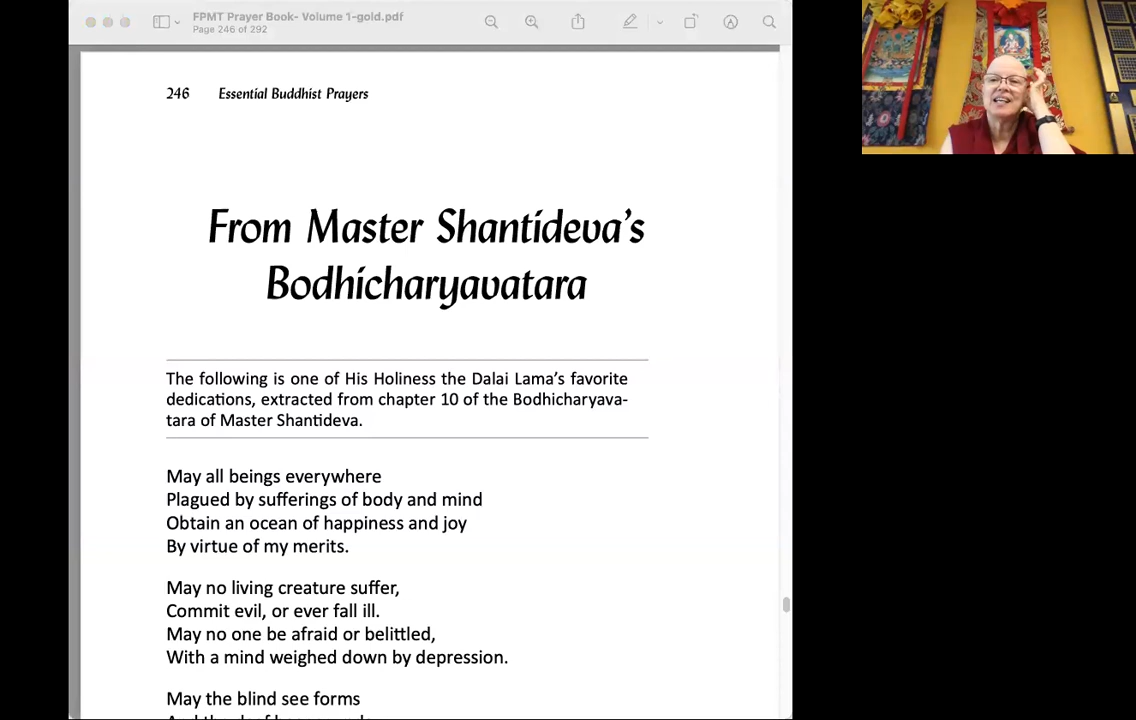 FPMT Prayer Book- Volume 1-gold.pdf
Page 246 of 292
246 Essential Buddhist Prayers
From Master Shantideva's
Bodhicharyavatara
The following is one of His Holiness the Dalai Lama's favorite
dedications, extracted from chapter 10 of the Bodhicharyava-
tara of Master Shantideva.
May all beings everywhere
Plagued by sufferings of body and mind
Obtain an ocean of happiness and joy
By virtue of my merits.
May no living creature suffer,
Commit evil, or ever fall ill.
May no one be afraid or belittled,
With a mind weighed down by depression.
May the blind see forms